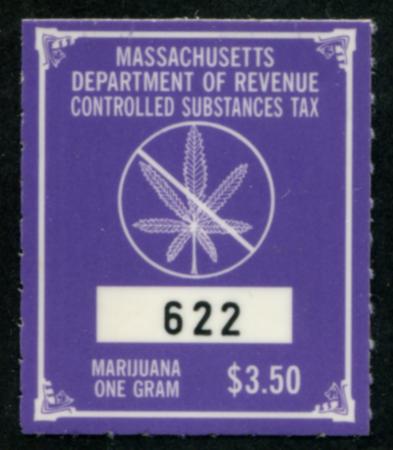 MASSACHUSETTS
DEPARTMENT OF REVENUE
CONTROLLED SUBSTANCES TAX
622
MARIJUANA
ONE GRAM
$3.50